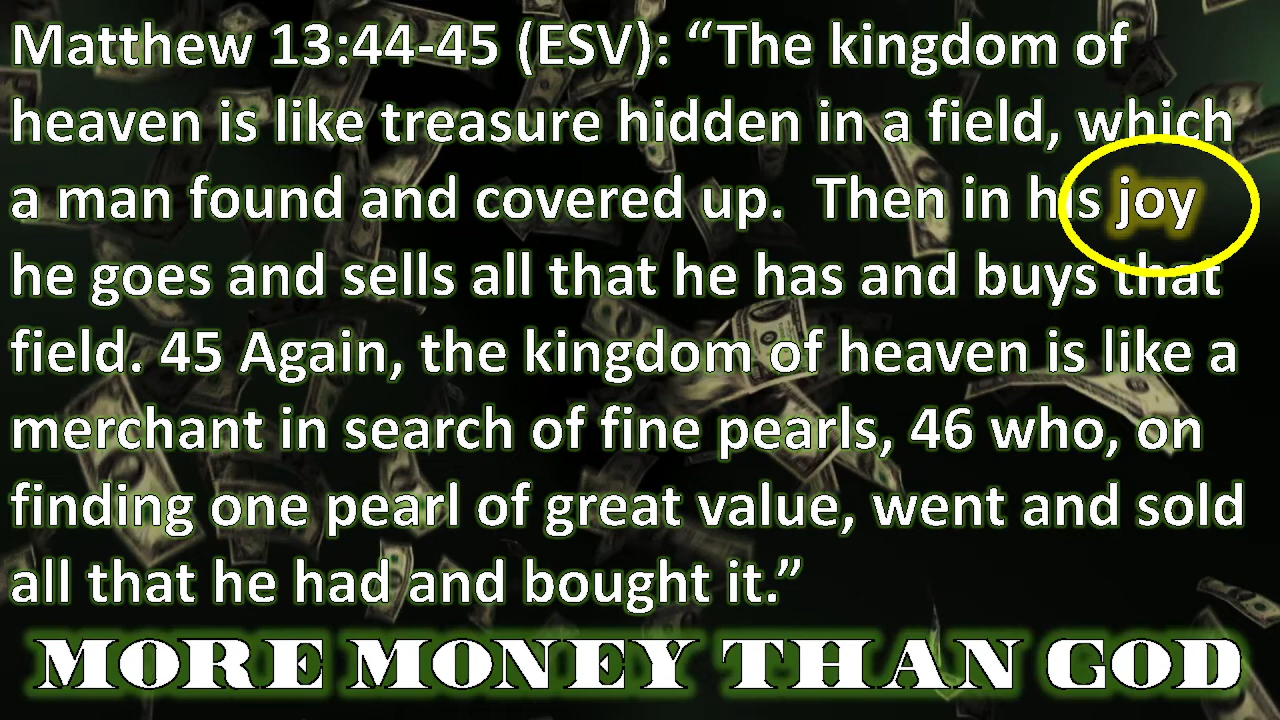 Matthew 13:44-45 (ESV): “The kingdom of
heaven is like treasure hidden in a field, which
a man found and covered up.  Then in his joy
he goes and sells all that he has and buys that
field. 45 Again, the kingdom of heaven is like a
merchant in search of fine pearls, 46 who, on
finding one pearl of great value, went and sold
all that he had and bought it.”
MORE MONEY THAN GOD